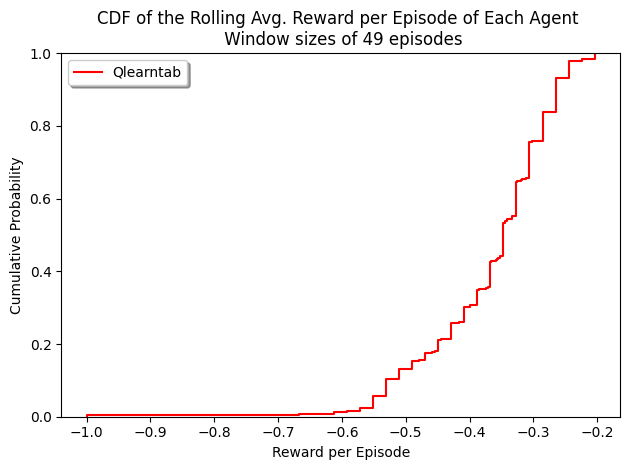 CDF of the Rolling Avg. Reward per Episode of Each Agent
Window sizes of 49 episodes
Qlearntab
Cumulative Probability
1.0
0.8
0.6
0.4
0.2
0.0
−1.0 −0.9 −0.8 −0.7 −0.6 −0.5 −0.4 −0.3 −0.2
Reward per Episode